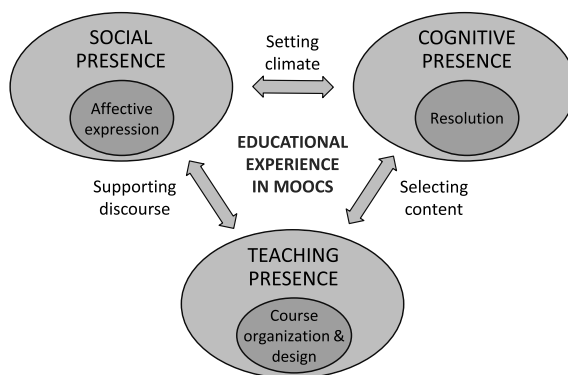 SOCIAL
PRESENCE
Affective
expression
Setting
climate
COGNITIVE
PRESENCE
Resolution
EDUCATIONAL
EXPERIENCE
IN MOOCS
Supporting
discourse
Selecting
content
TEACHING
PRESENCE
Course
organization &
design